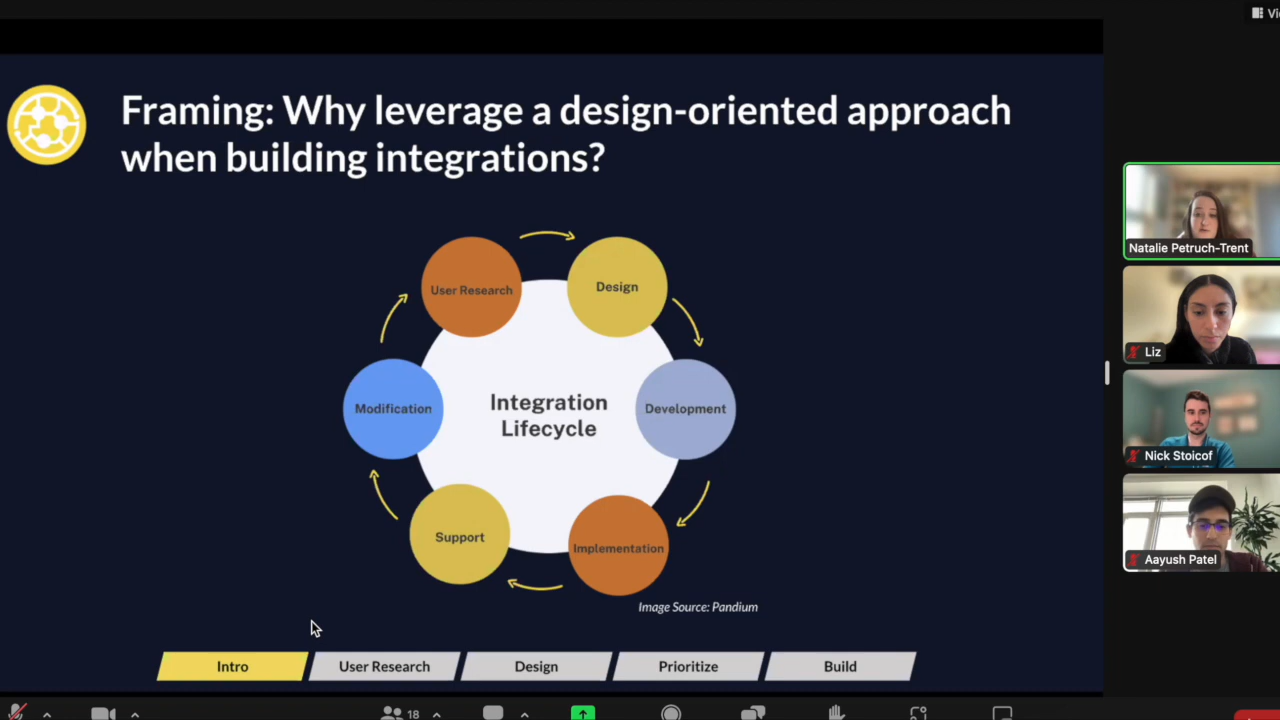 Vi
Framing: Why leverage a design-oriented approach
when building integrations?
User Research
Design
Modification
Integration
Lifecycle
Development
Support
Implementation
Image Source: Pandium
Intro
User Research
Design
Prioritize
Build
Natalie Petruch-Trent
Liz
Nick Stoicof
Aayush Patel
18